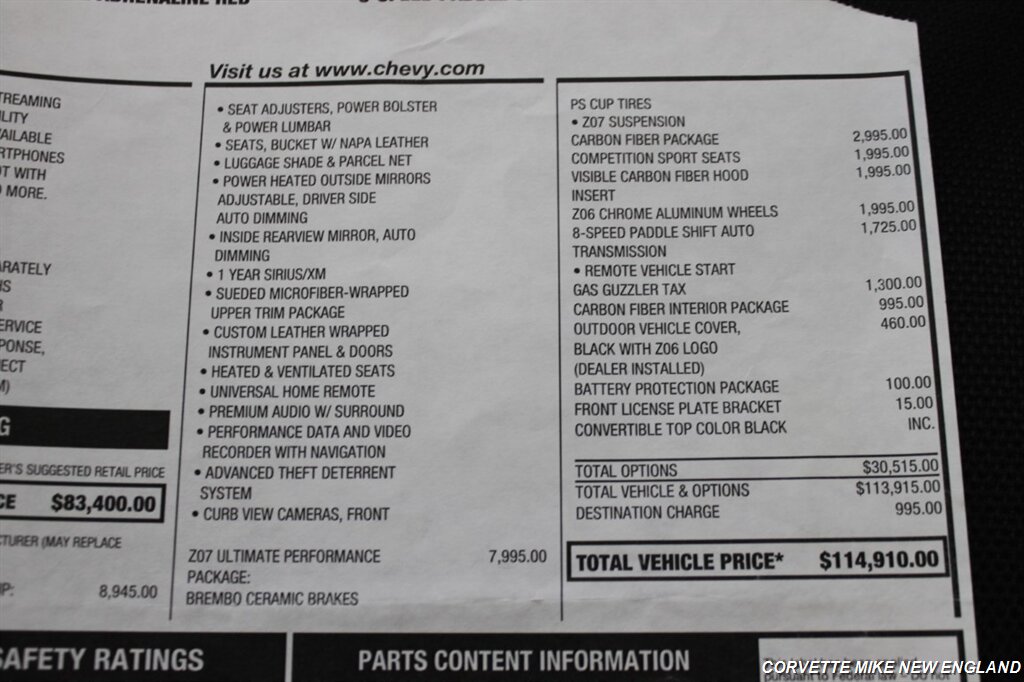 ADRENALINE RED
Visit us at www.chevy.com
TREAMING
LITY
AILABLE
RTPHONES
OT WITH
MORE.
ARATELY
ERVICE
PONSE,
ECT
M)
G
ER'S SUGGESTED RETAIL PRICE
CE $83,400.00
TURER (MAY REPLACE
P: 8,945.00
• SEAT ADJUSTERS, POWER BOLSTER
& POWER LUMBAR
• SEATS, BUCKET W/ NAPA LEATHER
• LUGGAGE SHADE & PARCEL NET
• POWER HEATED OUTSIDE MIRRORS
ADJUSTABLE, DRIVER SIDE
AUTO DIMMING
• INSIDE REARVIEW MIRROR, AUTO
DIMMING
• 1 YEAR SIRIUS/XM
• SUEDED MICROFIBER-WRAPPED
UPPER TRIM PACKAGE
• CUSTOM LEATHER WRAPPED
INSTRUMENT PANEL & DOORS
• HEATED & VENTILATED SEATS
• UNIVERSAL HOME REMOTE
• PREMIUM AUDIO W/ SURROUND
• PERFORMANCE DATA AND VIDEO
RECORDER WITH NAVIGATION
• ADVANCED THEFT DETERRENT
SYSTEM
• CURB VIEW CAMERAS, FRONT
Z07 ULTIMATE PERFORMANCE 7,995.00
PACKAGE:
BREMBO CERAMIC BRAKES
PS CUP TIRES
• Z07 SUSPENSION
CARBON FIBER PACKAGE 2,995.00
COMPETITION SPORT SEATS 1,995.00
VISIBLE CARBON FIBER HOOD 1,995.00
INSERT
Z06 CHROME ALUMINUM WHEELS 1,995.00
8-SPEED PADDLE SHIFT AUTO 1,725.00
TRANSMISSION
• REMOTE VEHICLE START
GAS GUZZLER TAX 1,300.00
CARBON FIBER INTERIOR PACKAGE 995.00
OUTDOOR VEHICLE COVER, 460.00
BLACK WITH Z06 LOGO
(DEALER INSTALLED)
BATTERY PROTECTION PACKAGE 100.00
FRONT LICENSE PLATE BRACKET 15.00
CONVERTIBLE TOP COLOR BLACK INC.
TOTAL OPTIONS $30,515.00
TOTAL VEHICLE & OPTIONS $113,915.00
DESTINATION CHARGE 995.00
TOTAL VEHICLE PRICE* $114,910.00
SAFETY RATINGS
PARTS CONTENT INFORMATION
CORVETTE MIKE NEW ENGLAND